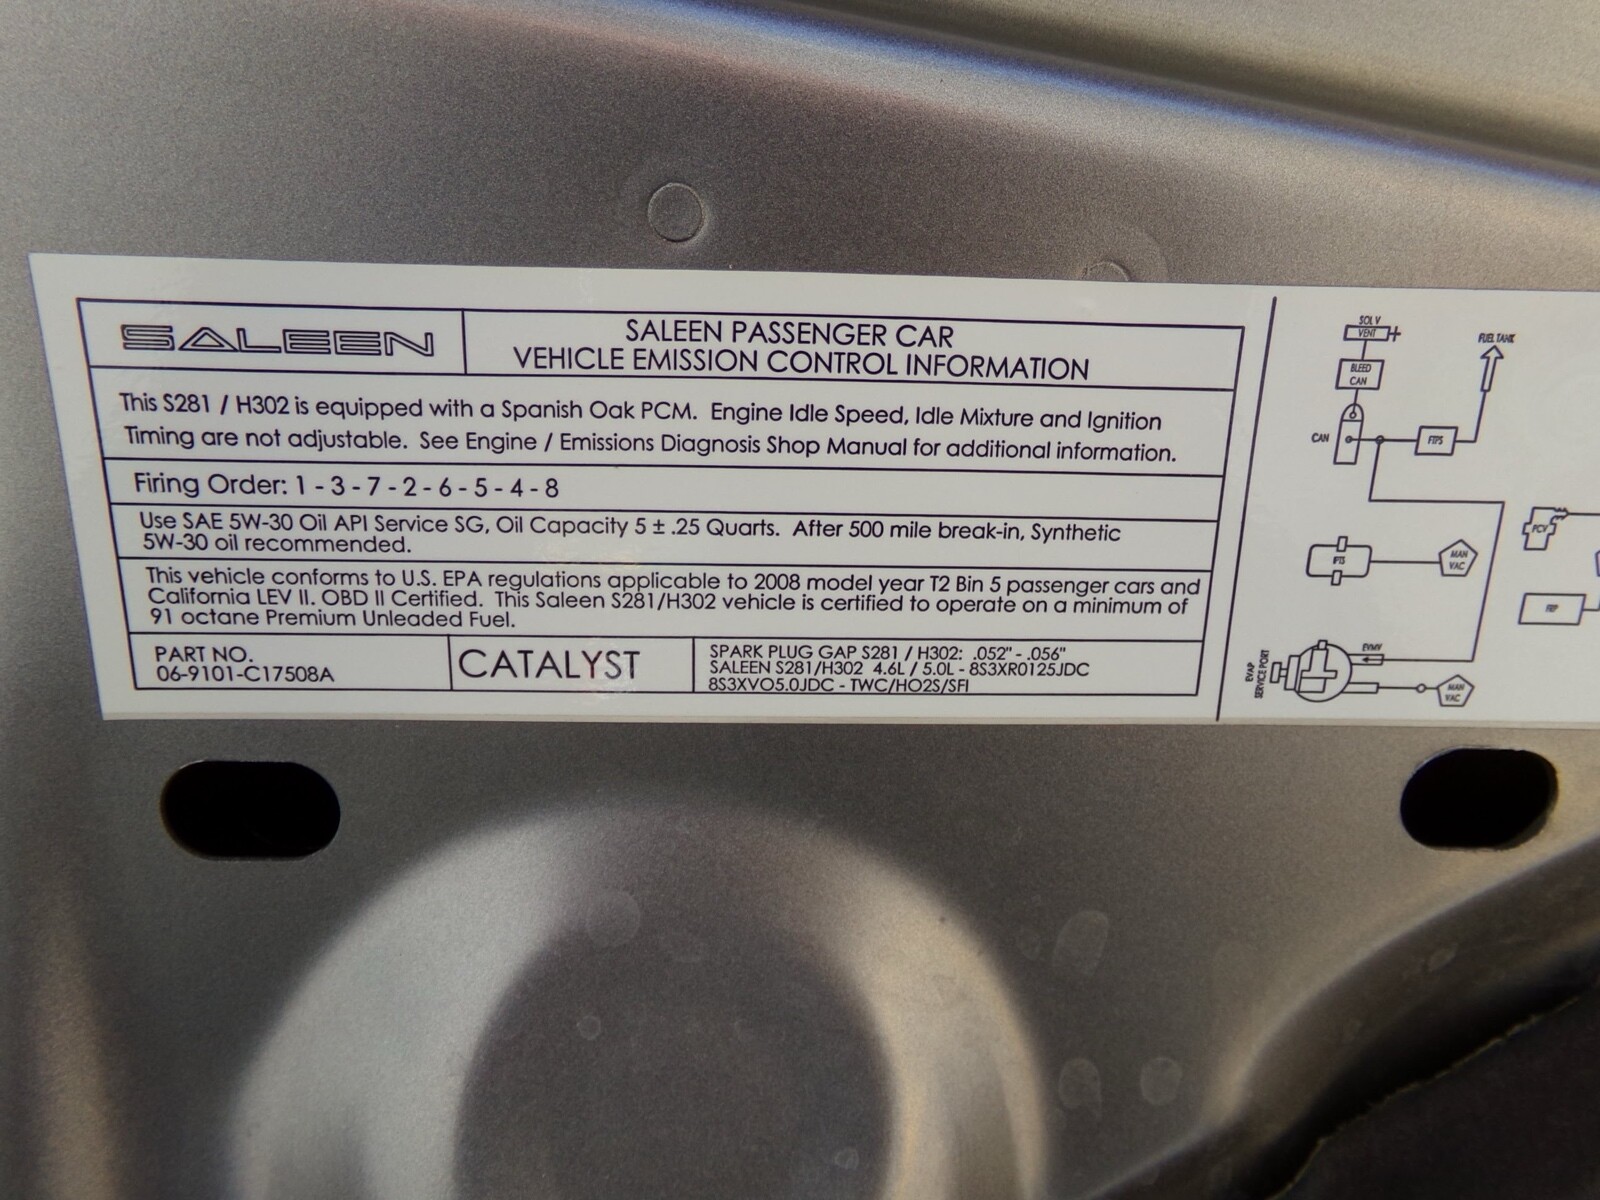 SALEEN
SALEEN PASSENGER CAR
VEHICLE EMISSION CONTROL INFORMATION
This S281 / H302 is equipped with a Spanish Oak PCM. Engine Idle Speed, Idle Mixture and Ignition
Timing are not adjustable. See Engine / Emissions Diagnosis Shop Manual for additional information.
Firing Order: 1 - 3 - 7 - 2 - 6 - 5 - 4 - 8
Use SAE 5W-30 Oil API Service SG, Oil Capacity 5 ± .25 Quarts. After 500 mile break-in, Synthetic
5W-30 oil recommended.
This vehicle conforms to U.S. EPA regulations applicable to 2008 model year T2 Bin 5 passenger cars and
California LEV II. OBD II Certified. This Saleen S281/H302 vehicle is certified to operate on a minimum of
91 octane Premium Unleaded Fuel.
PART NO.
06-9101-C17508A
CATALYST
SPARK PLUG GAP S281 / H302: .052" - .056"
SALEEN S281/H302 4.6L / 5.0L - 8S3XR0125JDC
8S3XVO5.0JDC - TWC/HO2S/SFI
SOL V
VENT
BLEED
CAN
FUEL TANK
CAN
FTPS
PCV
FTS
MAN
VAC
FRP
EVMV
EVAP
SERVICE PORT
MAN
VAC